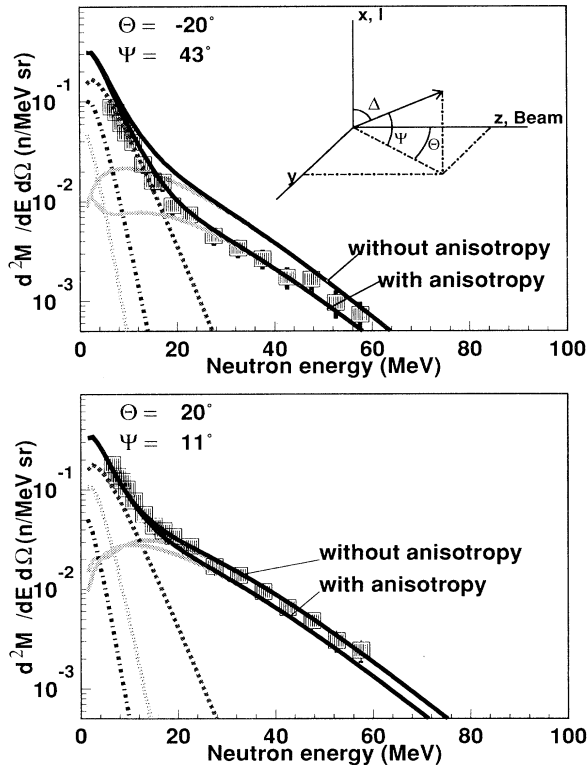 Θ = -20°
Ψ = 43°
x, I
Δ
z, Beam
Ψ
Θ
y
10⁻¹
10⁻²
10⁻³
d²M /dE dΩ (n/MeV sr)
without anisotropy
with anisotropy
0 20 40 60 80 100
Neutron energy (MeV)
Θ = 20°
Ψ = 11°
10⁻¹
10⁻²
10⁻³
d²M /dE dΩ (n/MeV sr)
without anisotropy
with anisotropy
0 20 40 60 80 100
Neutron energy (MeV)